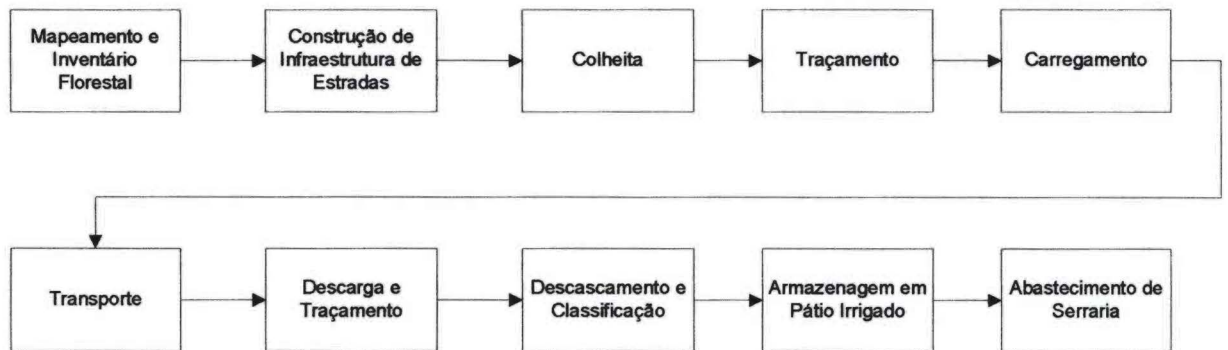 Mapeamento e
Inventário
Florestal
Construção de
Infraestrutura de
Estradas
Colheita
Traçamento
Carregamento
Transporte
Descarga e
Traçamento
Descascamento e
Classificação
Armazenagem em
Pátio Irrigado
Abastecimento de
Serraria